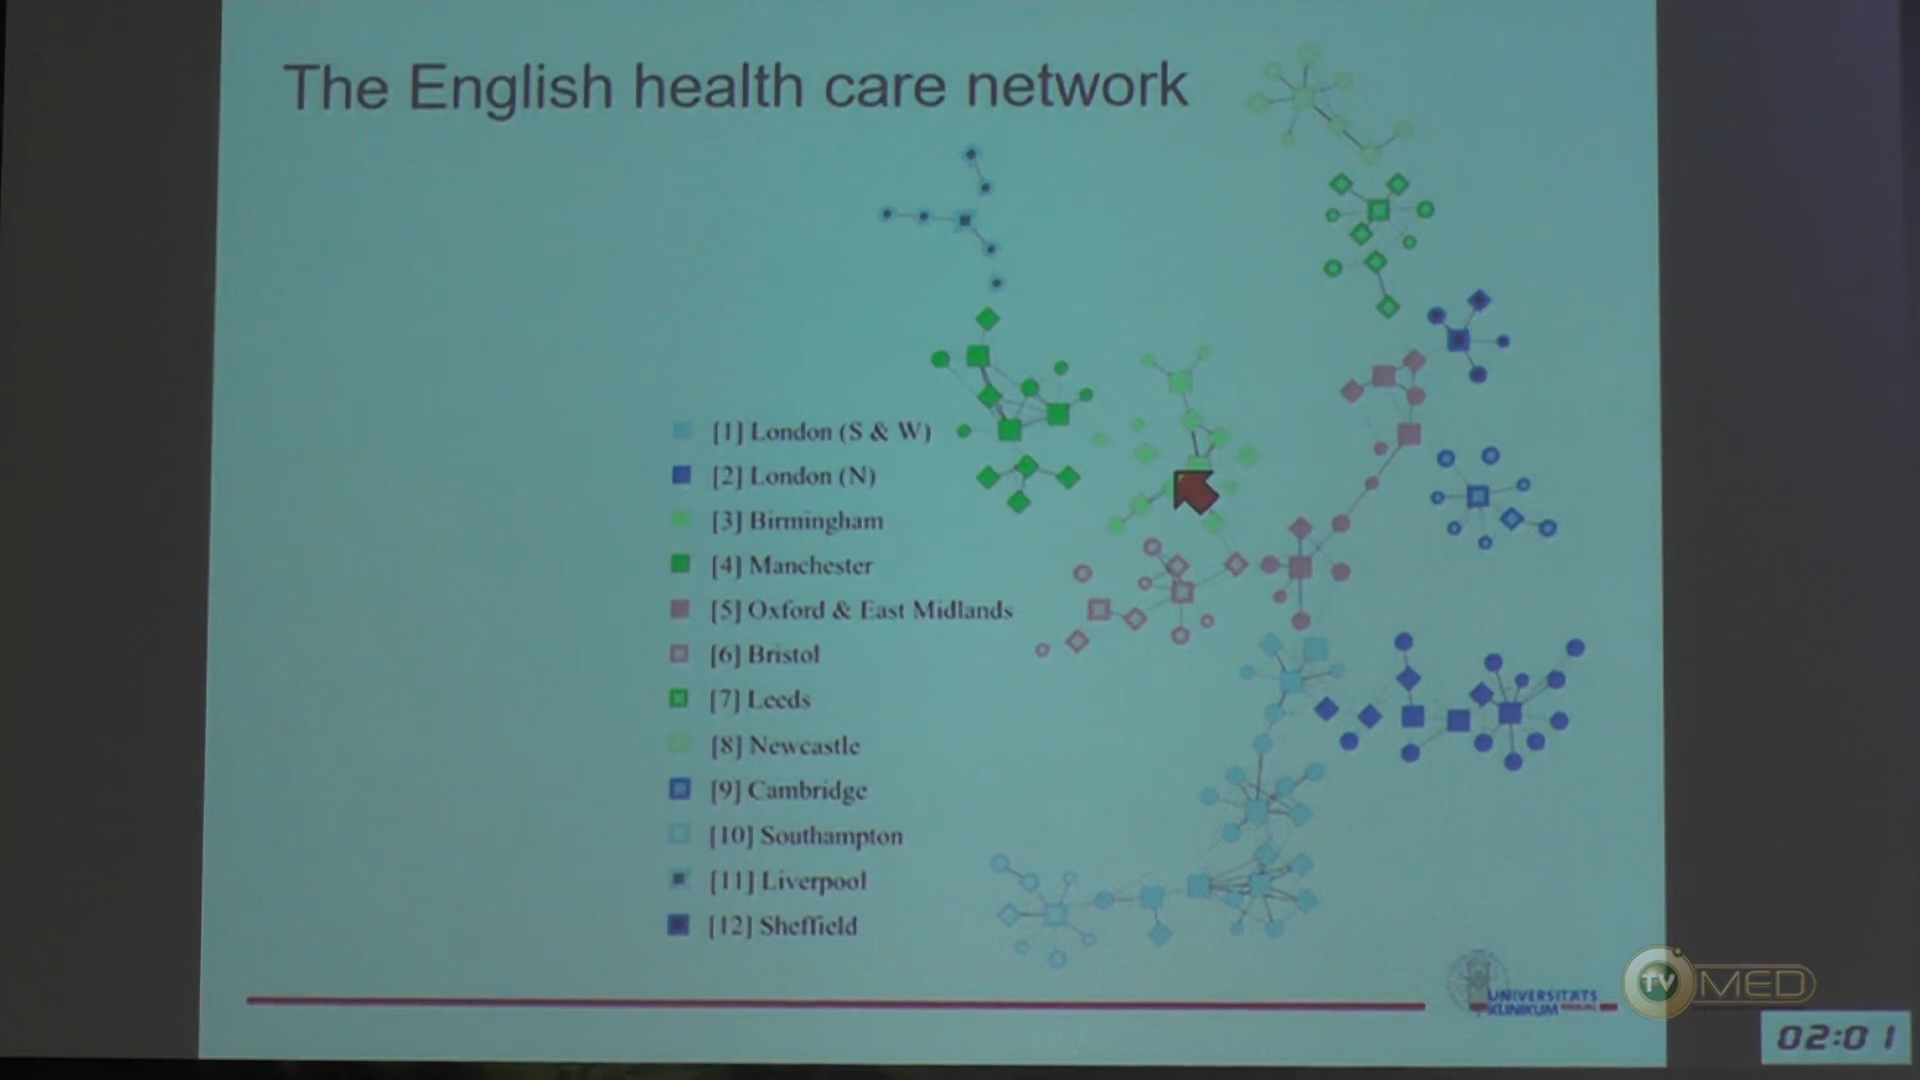 The English health care network
[1] London (S & W)
[2] London (N)
[3] Birmingham
[4] Manchester
[5] Oxford & East Midlands
[6] Bristol
[7] Leeds
[8] Newcastle
[9] Cambridge
[10] Southampton
[11] Liverpool
[12] Sheffield
UNIVERSITÄTS
KLINIKUM
TV MED
02:01